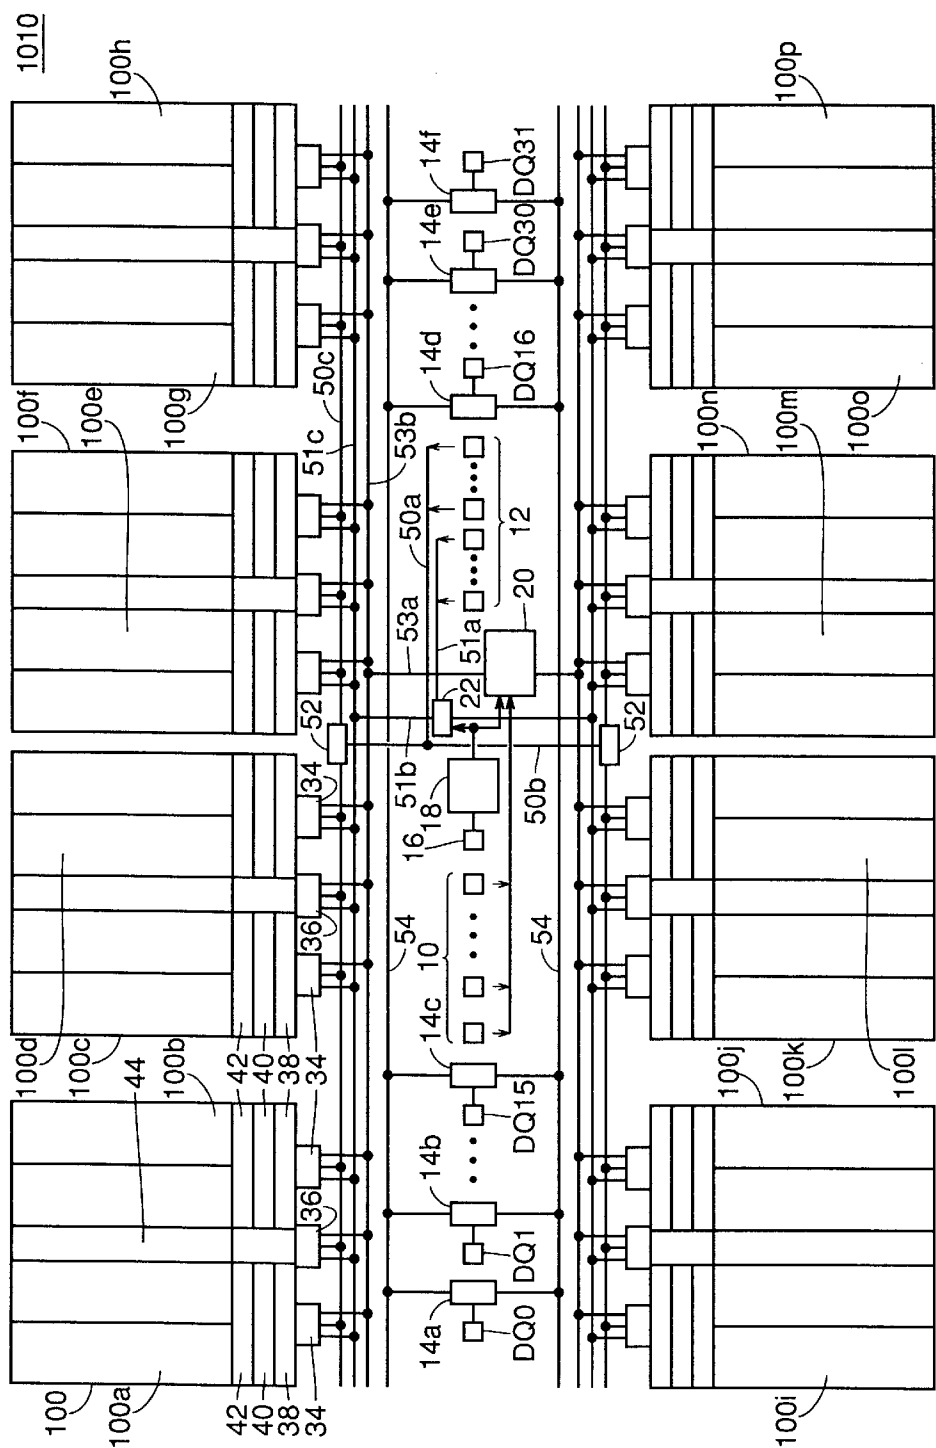 1010
100h
100p
100f
100e
100g
50c
51c
53b
14f
14e
14d
DQ31
DQ30
DQ16
100n
100m
100o
50a
53a
51a
12
20
22
52
52
51b
50b
18
16
34
36
10
54
54
14c
14b
14a
DQ15
DQ1
DQ0
100d
100c
100b
44
42
40
38
34
36
100
100a
42
40
38
34
100j
100k
100l
100i